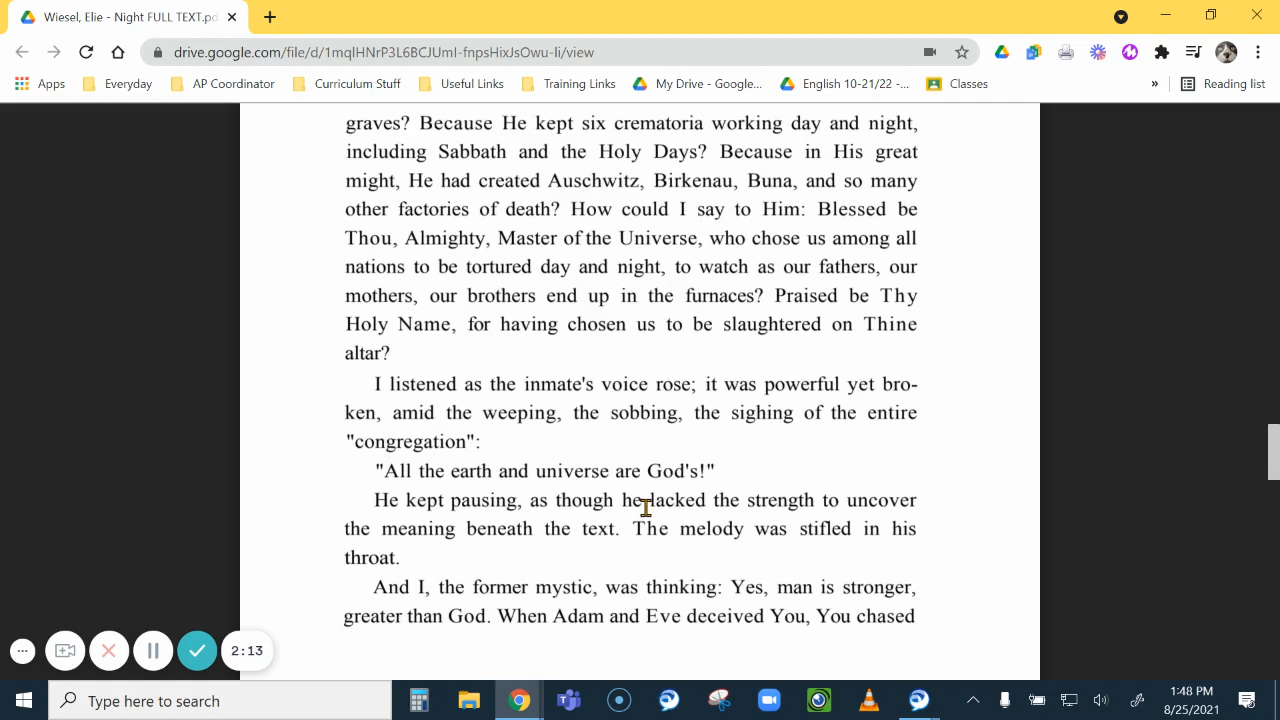 Wiesel, Elie - Night FULL TEXT.pd
drive.google.com/file/d/1mqlHNrP3L6BCJUmI-fnpsHixJsOwu-li/view
Apps Everyday AP Coordinator Curriculum Stuff Useful Links Training Links My Drive - Google... English 10-21/22 -... Classes » Reading list
graves? Because He kept six crematoria working day and night,
including Sabbath and the Holy Days? Because in His great
might, He had created Auschwitz, Birkenau, Buna, and so many
other factories of death? How could I say to Him: Blessed be
Thou, Almighty, Master of the Universe, who chose us among all
nations to be tortured day and night, to watch as our fathers, our
mothers, our brothers end up in the furnaces? Praised be Thy
Holy Name, for having chosen us to be slaughtered on Thine
altar?
I listened as the inmate's voice rose; it was powerful yet bro-
ken, amid the weeping, the sobbing, the sighing of the entire
"congregation":
"All the earth and universe are God's!"
He kept pausing, as though he lacked the strength to uncover
the meaning beneath the text. The melody was stifled in his
throat.
And I, the former mystic, was thinking: Yes, man is stronger,
greater than God. When Adam and Eve deceived You, You chased
2:13
Type here to search
1:48 PM
8/25/2021